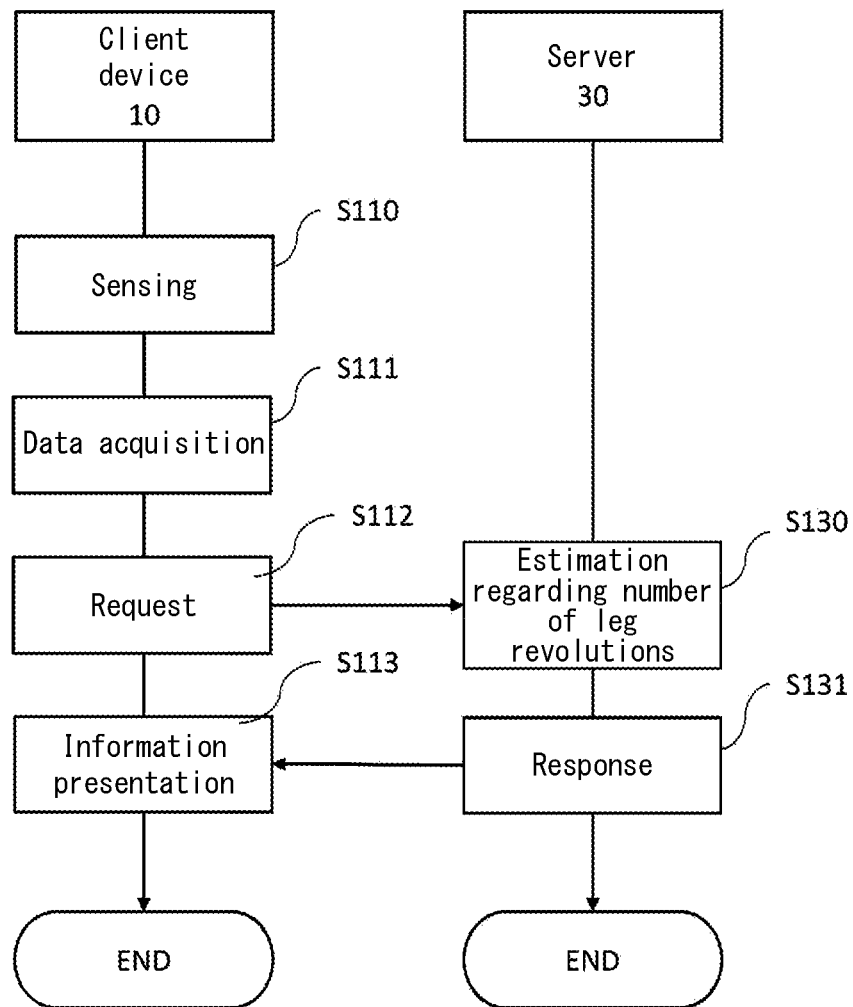 Client
device
10
Server
30
S110
Sensing
S111
Data acquisition
S112
Request
S130
Estimation
regarding number
of leg
revolutions
S113
Information
presentation
S131
Response
END
END